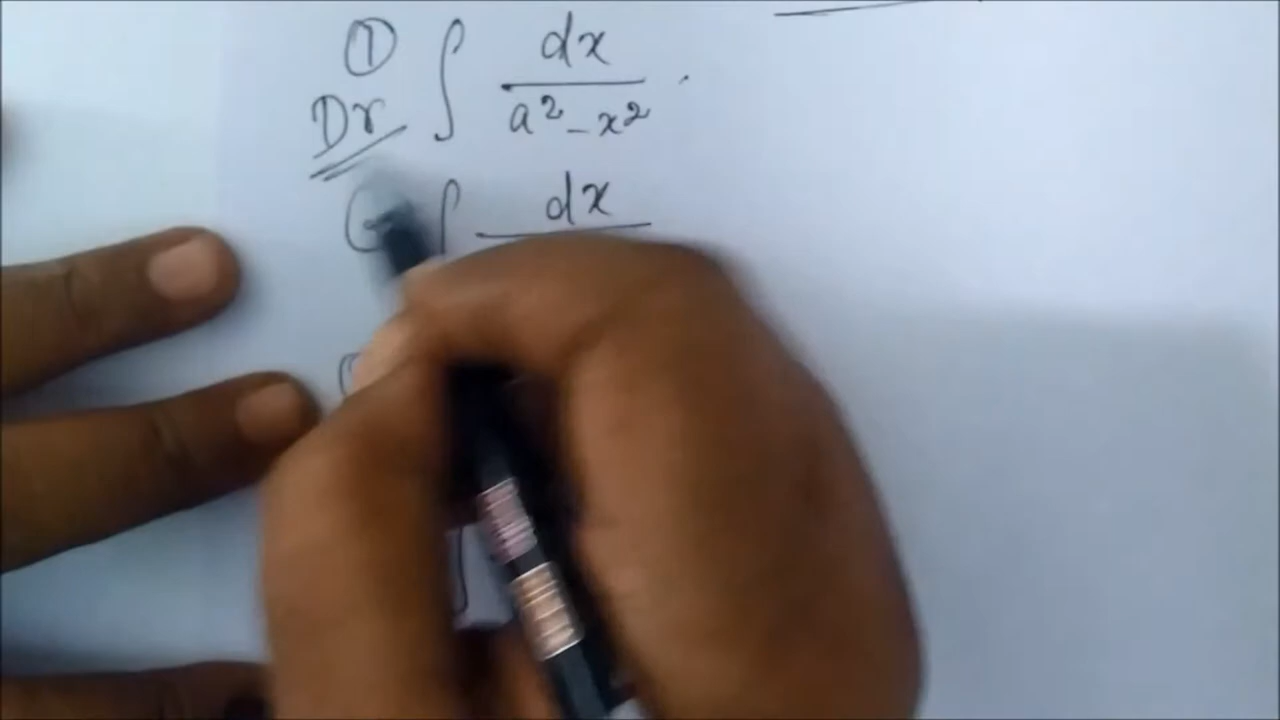 ① ∫ dx
Dr a² - x²
∫ dx